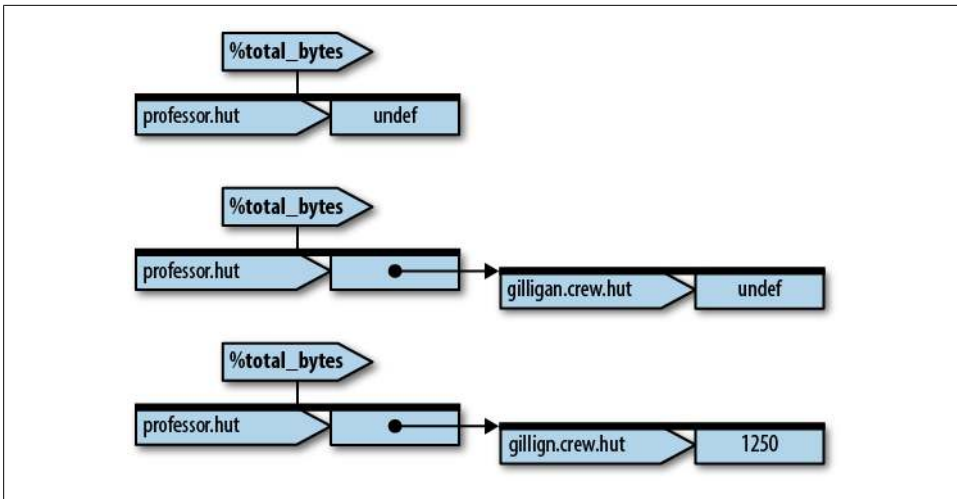 %total_bytes
professor.hut undef
%total_bytes
professor.hut
gilligan.crew.hut undef
%total_bytes
professor.hut
gillign.crew.hut 1250